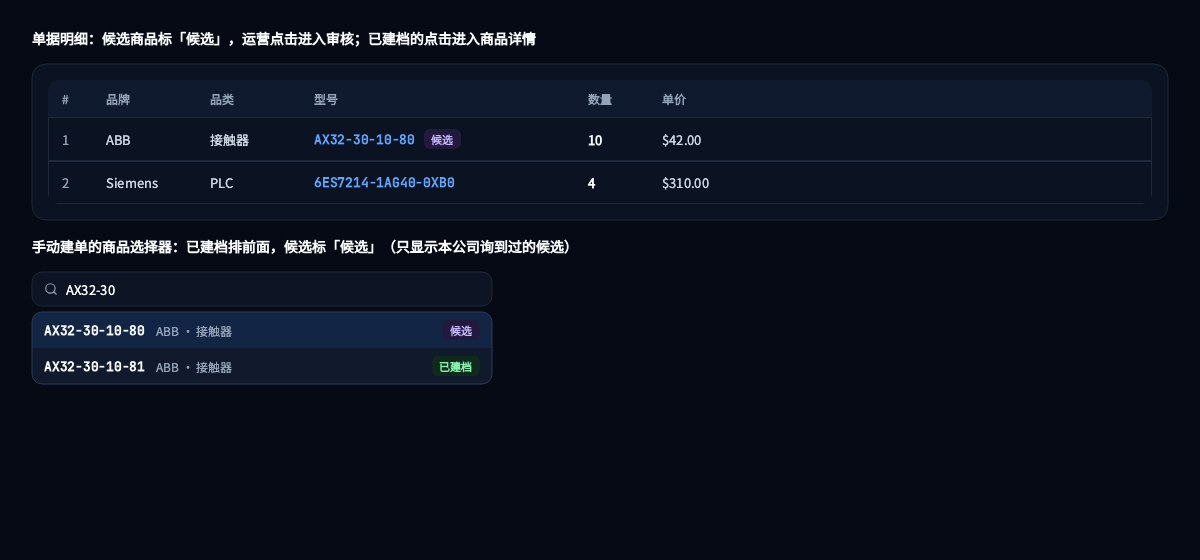 单据明细：候选商品标「候选」，运营点击进入审核；已建档的点击进入商品详情
# 品牌 品类 型号 数量 单价
1 ABB 接触器 AX32-30-10-80 候选 10 $42.00
2 Siemens PLC 6ES7214-1AG40-0XB0 4 $310.00
手动建单的商品选择器：已建档排前面，候选标「候选」（只显示本公司询到过的候选）
AX32-30
AX32-30-10-80 ABB · 接触器 候选
AX32-30-10-81 ABB · 接触器 已建档